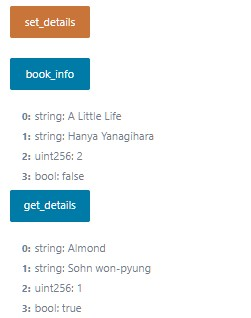 set_details
book_info
0: string: A Little Life
1: string: Hanya Yanagihara
2: uint256: 2
3: bool: false
get_details
0: string: Almond
1: string: Sohn won-pyung
2: uint256: 1
3: bool: true